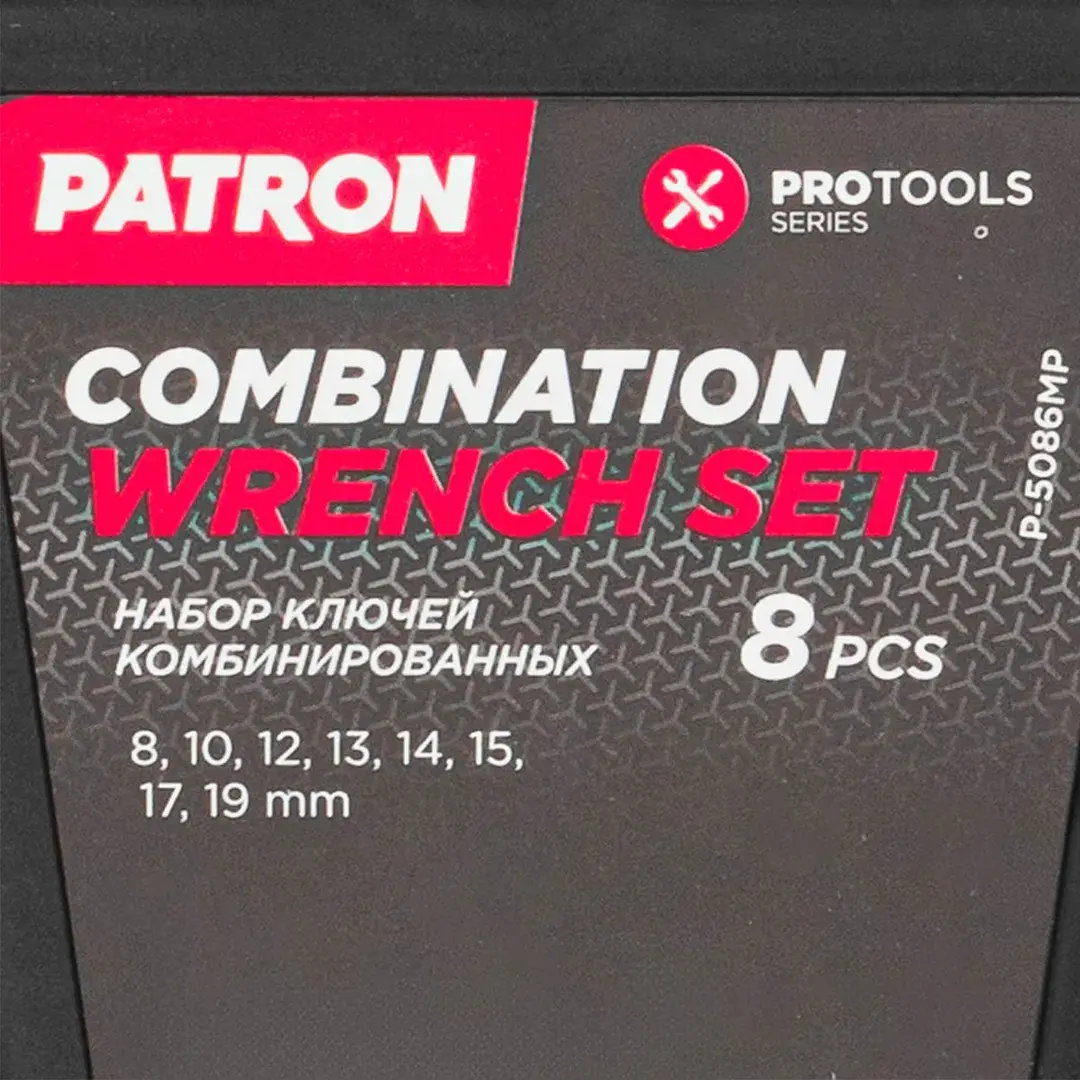 PATRON
PROTOOLS
SERIES
COMBINATION
WRENCH SET
P-5086MP
НАБОР КЛЮЧЕЙ
КОМБИНИРОВАННЫХ
8 PCS
8, 10, 12, 13, 14, 15,
17, 19 mm